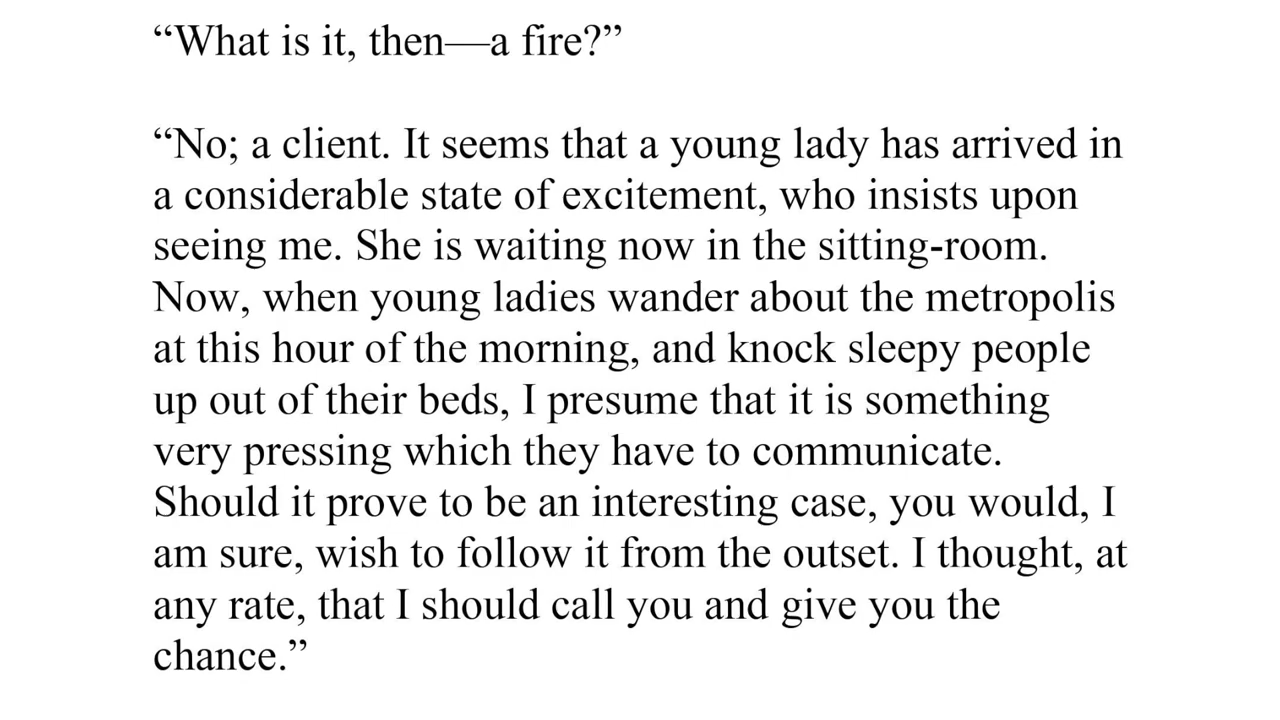 “What is it, then—a fire?”
“No; a client. It seems that a young lady has arrived in
a considerable state of excitement, who insists upon
seeing me. She is waiting now in the sitting-room.
Now, when young ladies wander about the metropolis
at this hour of the morning, and knock sleepy people
up out of their beds, I presume that it is something
very pressing which they have to communicate.
Should it prove to be an interesting case, you would, I
am sure, wish to follow it from the outset. I thought, at
any rate, that I should call you and give you the
chance.”